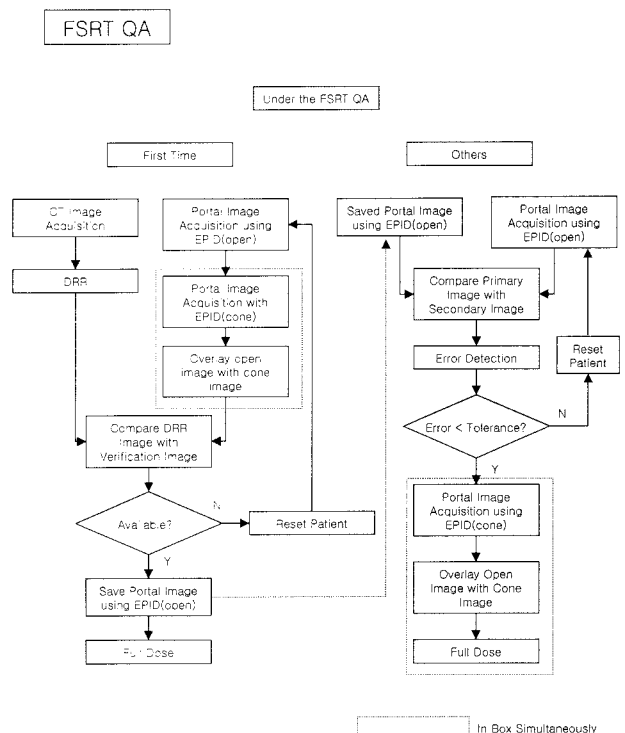 FSRT QA
Under the FSRT QA
First Time
CT Image
Acquisition
DRR
Portal Image
Acquisition using
EPID(open)
Portal Image
Acquisition with
EPID(cone)
Overlay open
image with cone
image
Compare DRR
Image with
Verification Image
Available?
N
Reset Patient
Y
Save Portal Image
using EPID(open)
Full Dose
Others
Saved Portal Image
using EPID(open)
Portal Image
Acquisition using
EPID(open)
Compare Primary
Image with
Secondary Image
Error Detection
Reset
Patient
Error < Tolerance?
N
Y
Portal Image
Acquisition using
EPID(cone)
Overlay Open
Image with Cone
Image
Full Dose
In Box Simultaneously